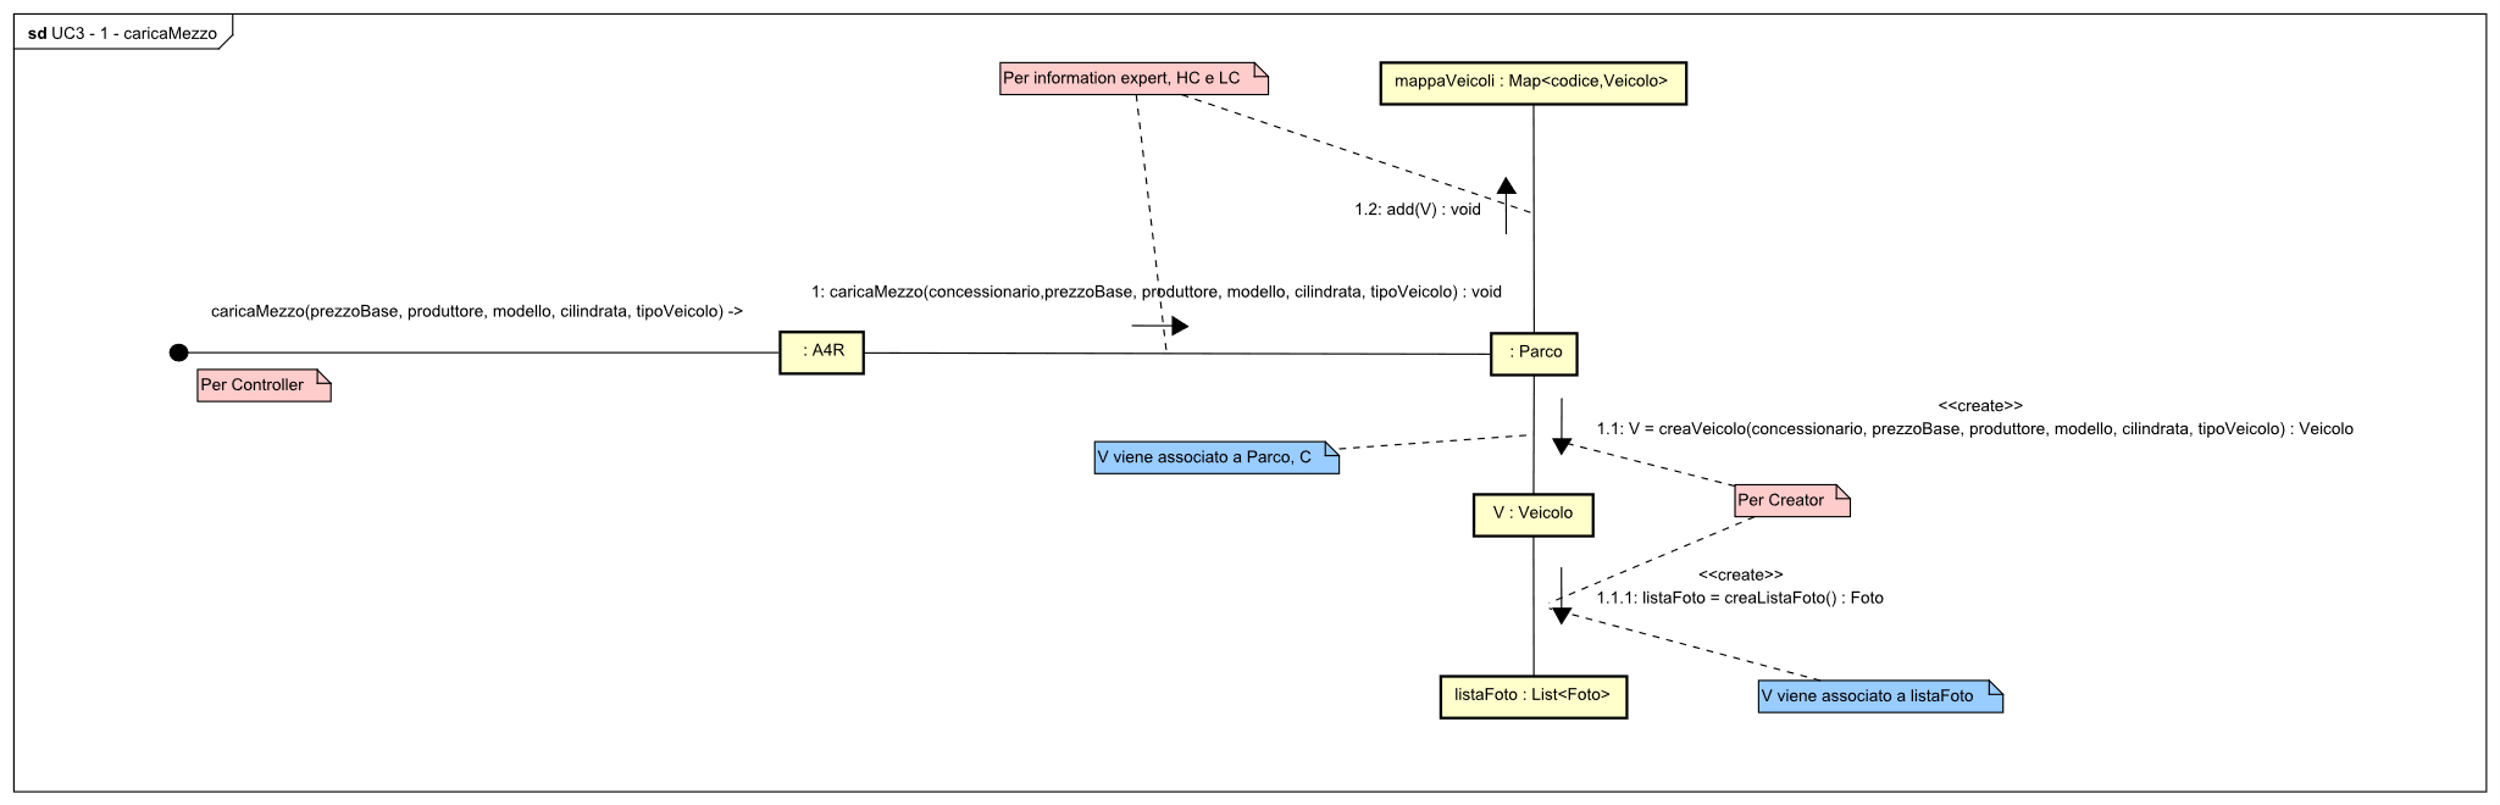 sd UC3 - 1 - caricaMezzo
Per information expert, HC e LC
mappaVeicoli : Map<codice,Veicolo>
1.2: add(V) : void
1: caricaMezzo(concessionario,prezzoBase, produttore, modello, cilindrata, tipoVeicolo) : void
caricaMezzo(prezzoBase, produttore, modello, cilindrata, tipoVeicolo) ->
: A4R
: Parco
Per Controller
<<create>>
1.1: V = creaVeicolo(concessionario, prezzoBase, produttore, modello, cilindrata, tipoVeicolo) : Veicolo
V viene associato a Parco, C
Per Creator
V : Veicolo
<<create>>
1.1.1: listaFoto = creaListaFoto() : Foto
listaFoto : List<Foto>
V viene associato a listaFoto